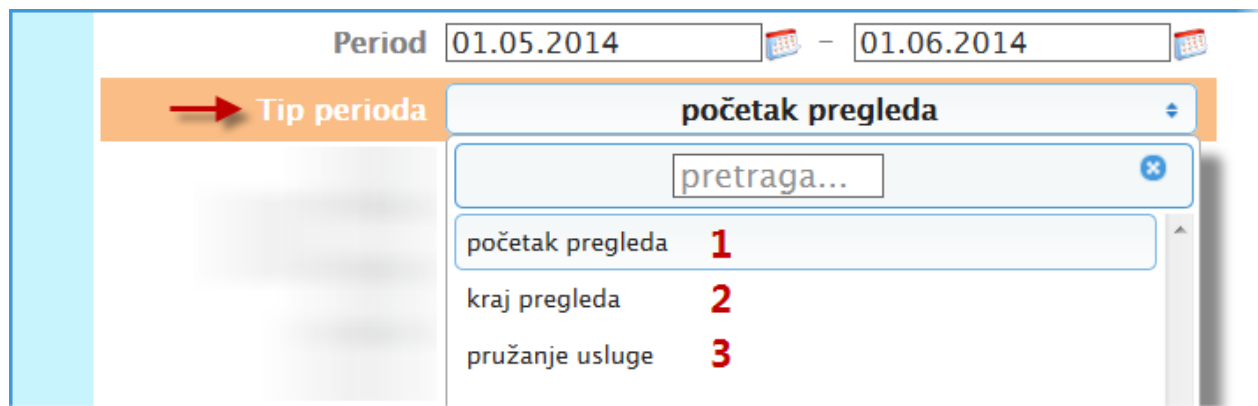 Period 01.05.2014 – 01.06.2014
Tip perioda početak pregleda
pretraga...
početak pregleda 1
kraj pregleda 2
pružanje usluge 3